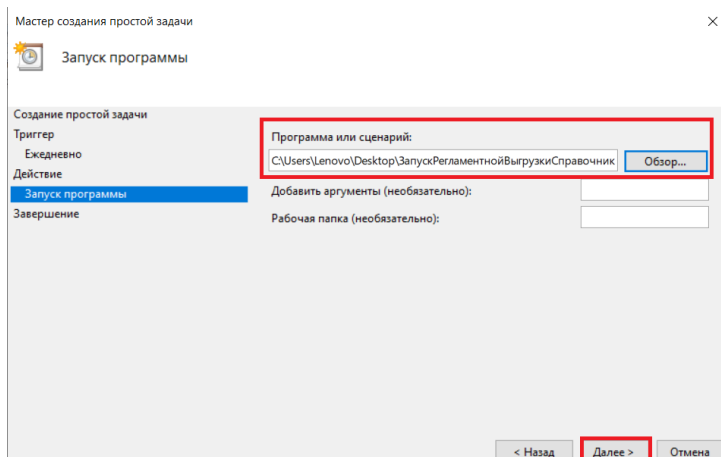 Мастер создания простой задачи
Запуск программы
Создание простой задачи
Триггер
Ежедневно
Действие
Запуск программы
Завершение
Программа или сценарий:
C:\Users\Lenovo\Desktop\ЗапускРегламентнойВыгрузкиСправочник
Обзор...
Добавить аргументы (необязательно):
Рабочая папка (необязательно):
< Назад
Далее >
Отмена